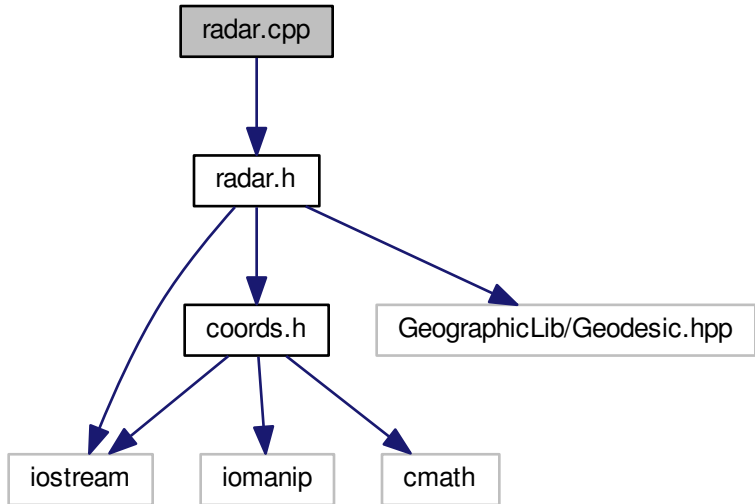 radar.cpp
radar.h
coords.h
GeographicLib/Geodesic.hpp
iostream
iomanip
cmath